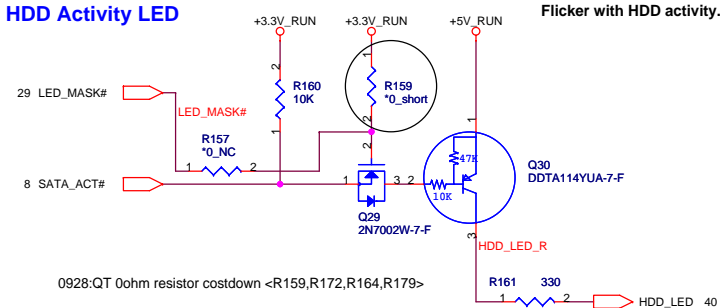 HDD Activity LED
Flicker with HDD activity.
+3.3V_RUN
+3.3V_RUN
+5V_RUN
2
1
R160
10K
R159
*0_short
29 LED_MASK#
LED_MASK#
1
2
1
R157
*0_NC
1
2
2
47K
Q30
DDTA114YUA-7-F
8 SATA_ACT#
1
3
2
10K
Q29
2N7002W-7-F
3
HDD_LED_R
0928:QT 0ohm resistor costdown <R159,R172,R164,R179>
R161
330
1
2
HDD_LED 40